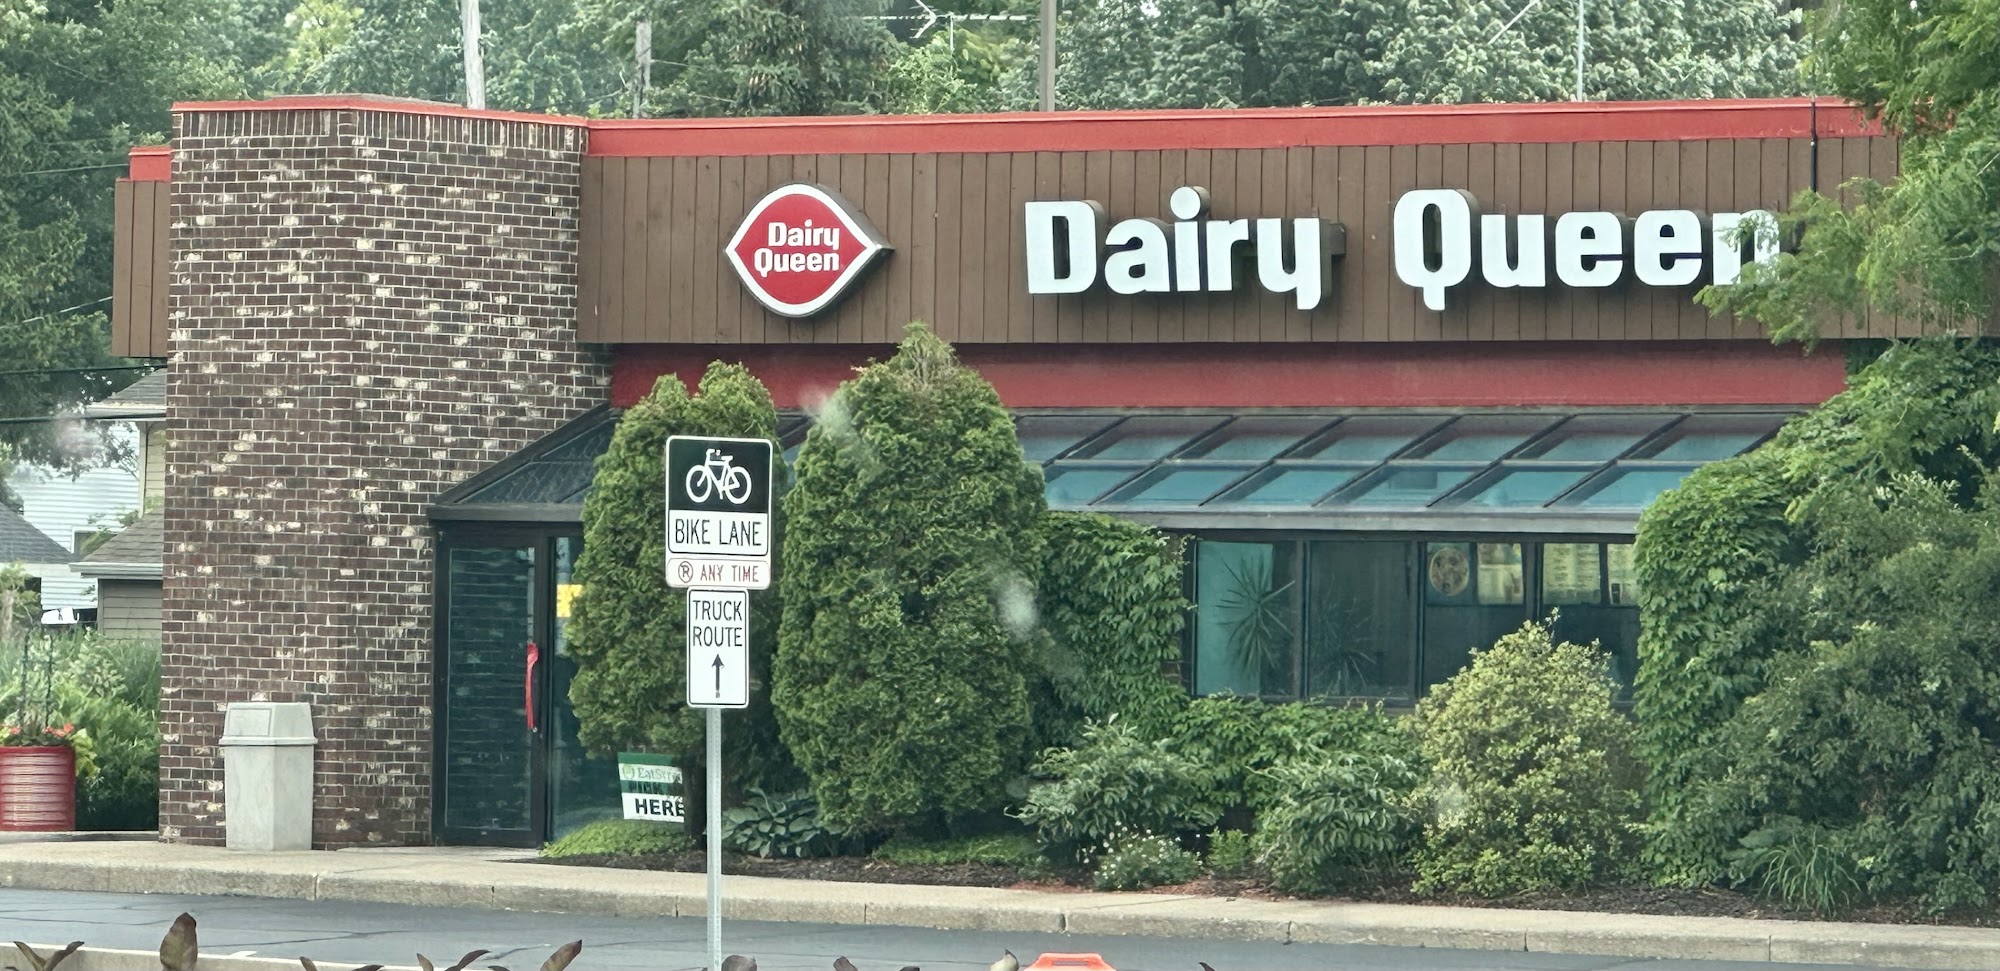 Dairy
Queen
Dairy Queen
BIKE LANE
P ANY TIME
TRUCK
ROUTE
HERE